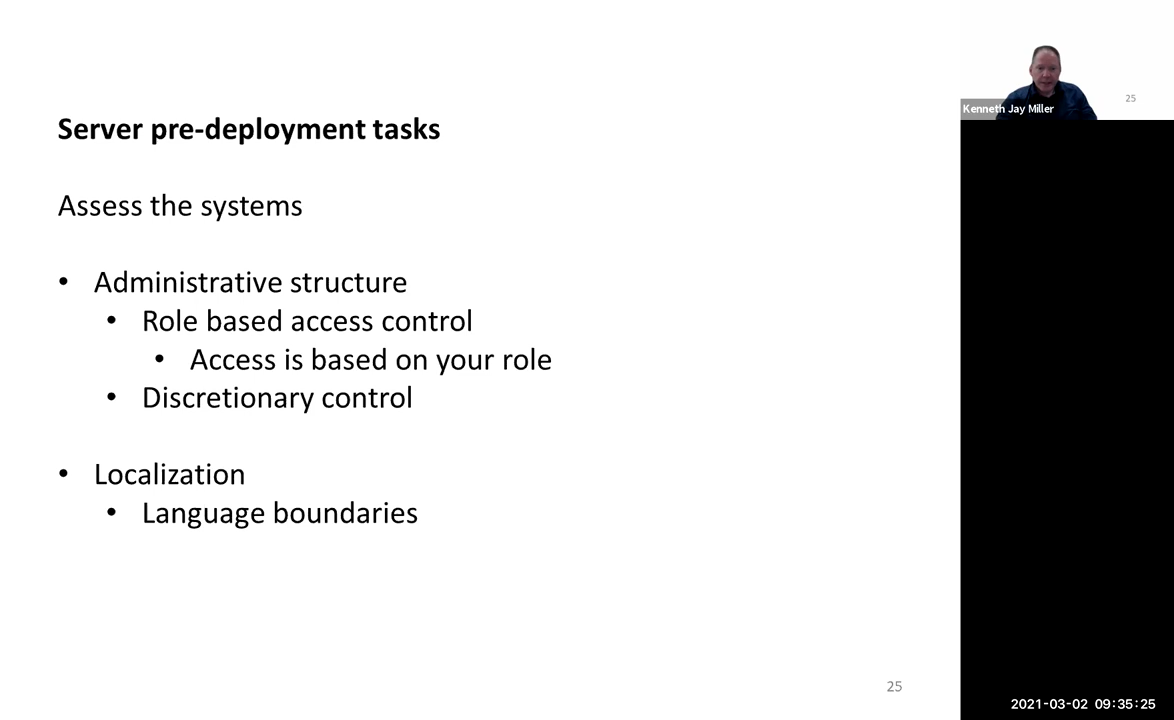 Server pre-deployment tasks
Assess the systems
• Administrative structure
• Role based access control
• Access is based on your role
• Discretionary control
• Localization
• Language boundaries
25
Kenneth Jay Miller
25
2021-03-02 09:35:25